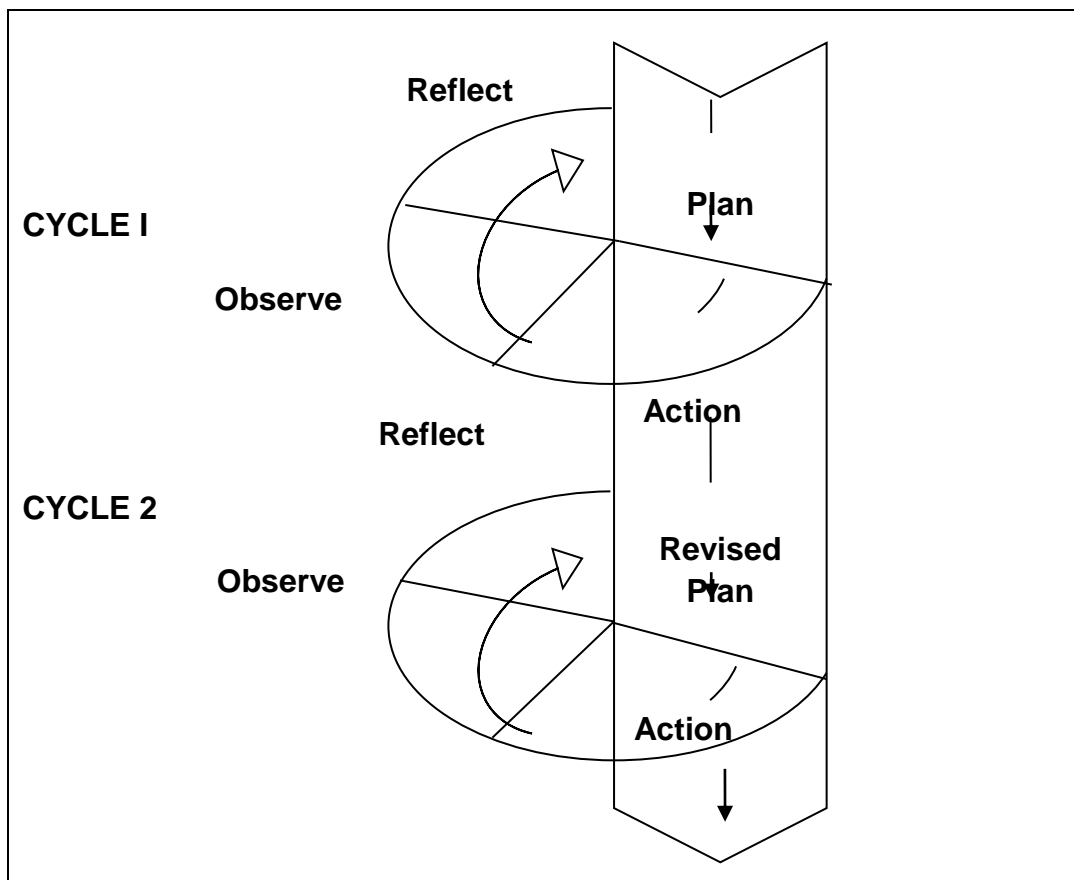 Reflect
Plan
CYCLE I
Observe
Action
Reflect
CYCLE 2
Revised
Plan
Observe
Action